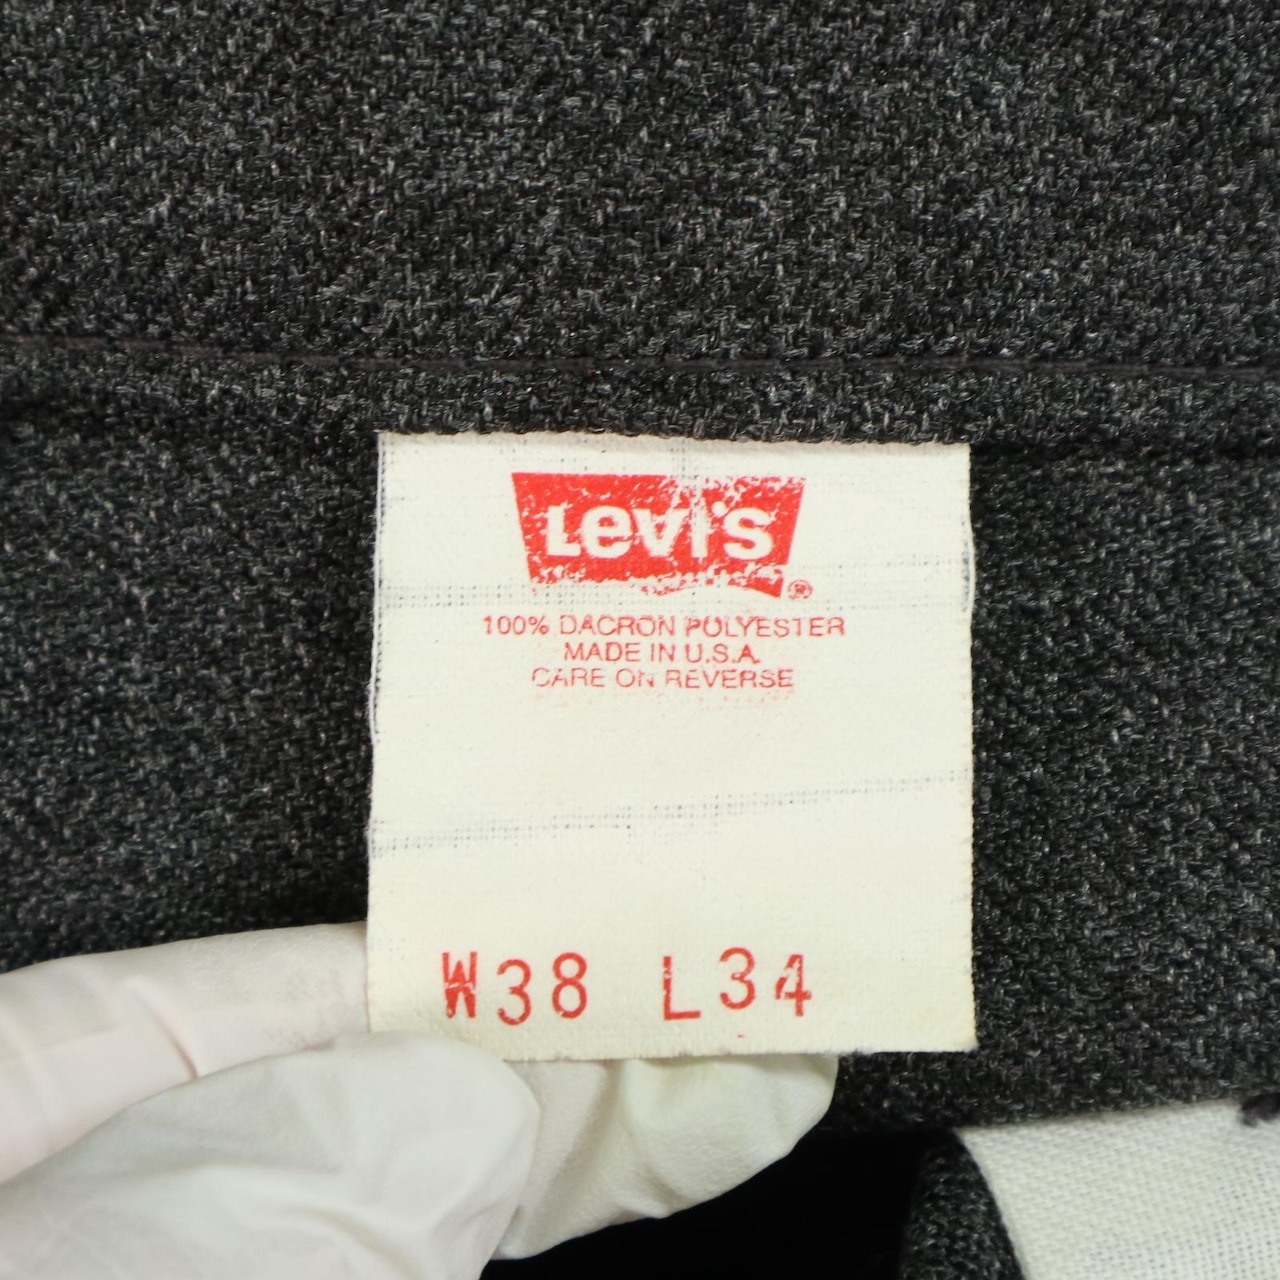 Levi's®
100% DACRON POLYESTER
MADE IN U.S.A.
CARE ON REVERSE
W38 L34